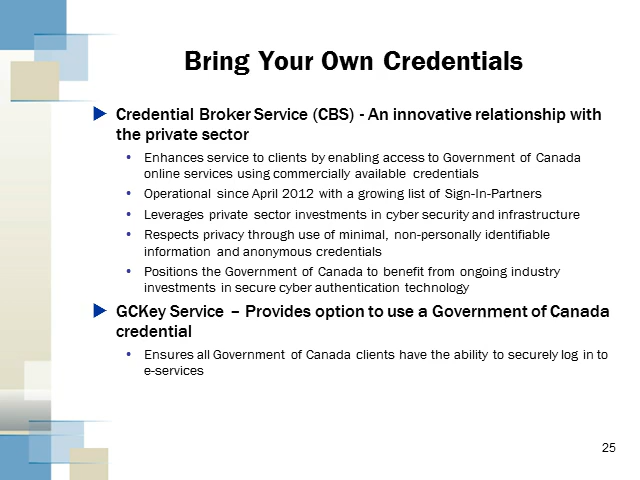 Bring Your Own Credentials
Credential Broker Service (CBS) - An innovative relationship with
the private sector
• Enhances service to clients by enabling access to Government of Canada
online services using commercially available credentials
• Operational since April 2012 with a growing list of Sign-In-Partners
• Leverages private sector investments in cyber security and infrastructure
• Respects privacy through use of minimal, non-personally identifiable
information and anonymous credentials
• Positions the Government of Canada to benefit from ongoing industry
investments in secure cyber authentication technology
GCKey Service – Provides option to use a Government of Canada
credential
• Ensures all Government of Canada clients have the ability to securely log in to
e-services
25